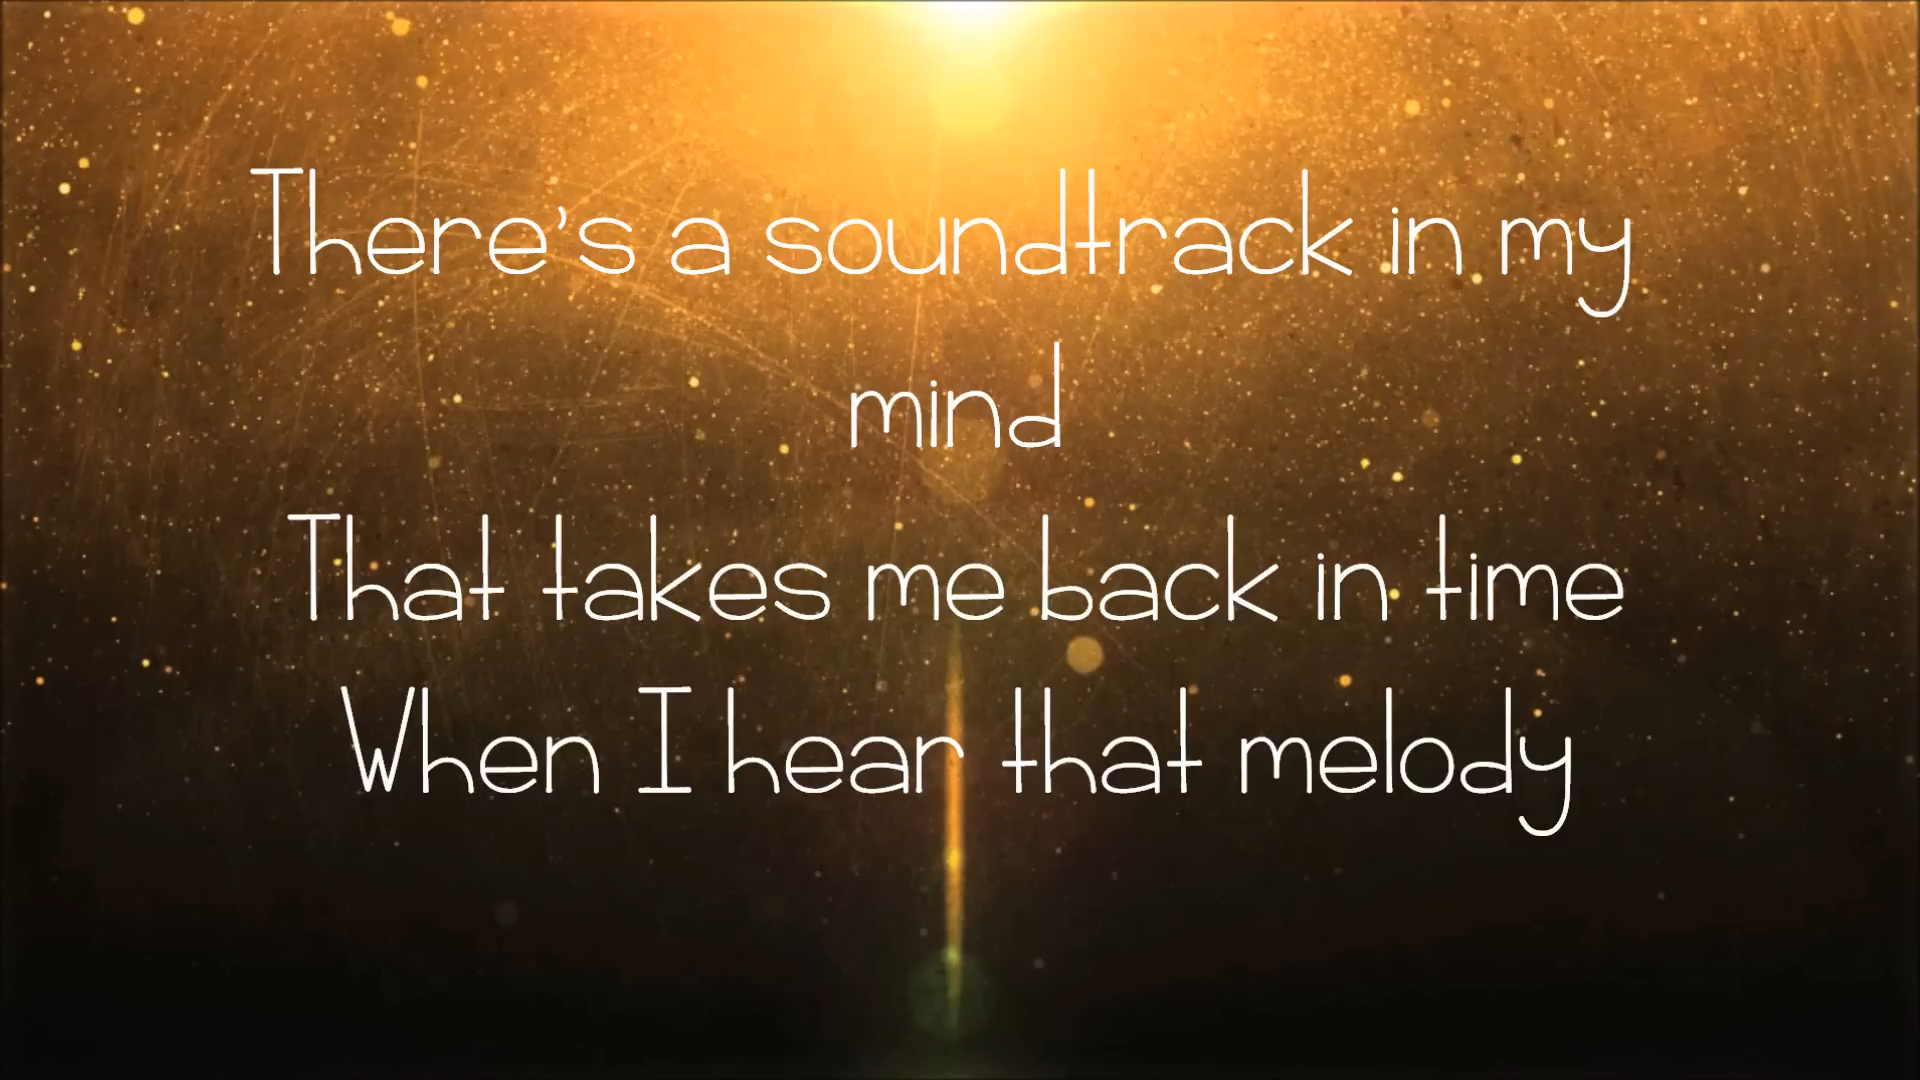 There's a soundtrack in my
mind
That takes me back in time
When I hear that melody